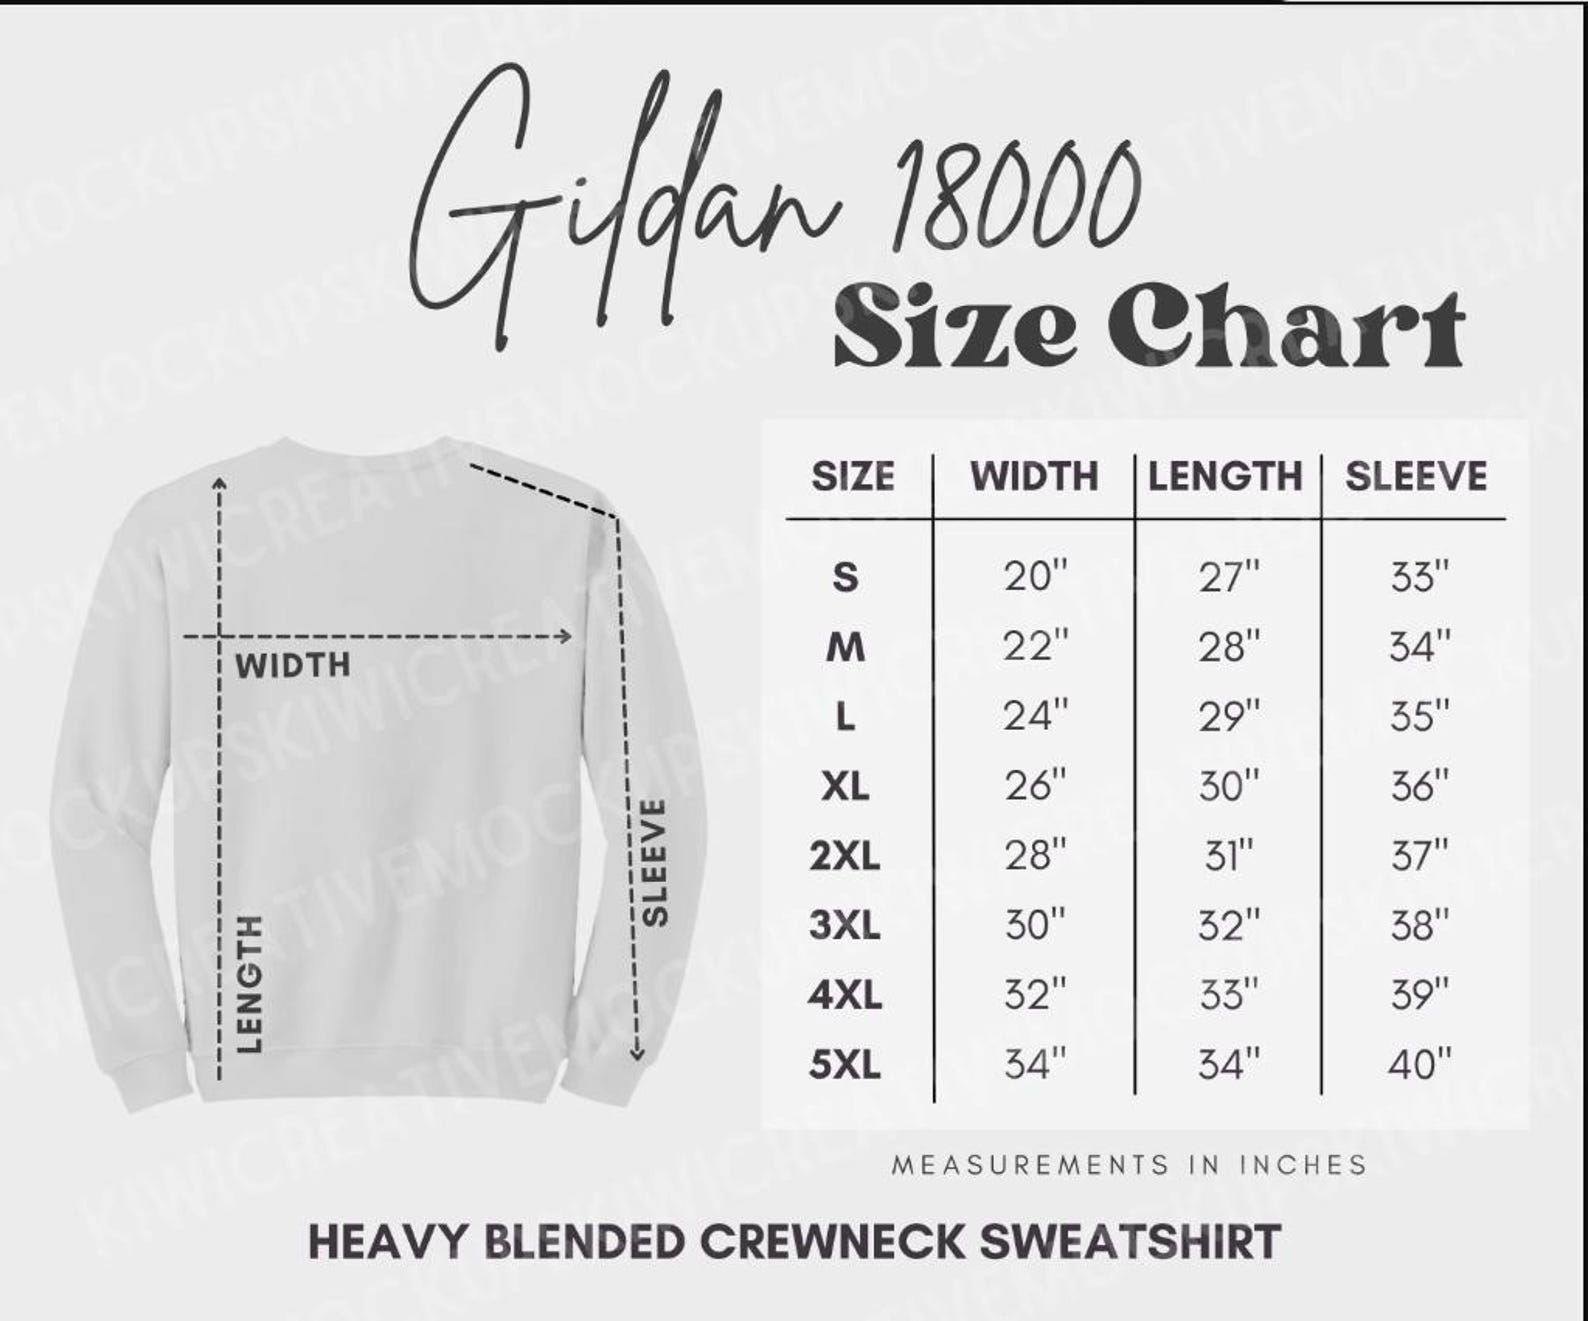 Gildan 18000
Size Chart
SIZE WIDTH LENGTH SLEEVE
S 20" 27" 33"
M 22" 28" 34"
L 24" 29" 35"
XL 26" 30" 36"
2XL 28" 31" 37"
3XL 30" 32" 38"
4XL 32" 33" 39"
5XL 34" 34" 40"
WIDTH
LENGTH
SLEEVE
MEASUREMENTS IN INCHES
HEAVY BLENDED CREWNECK SWEATSHIRT
KIWICREATIVEMOCKUPS